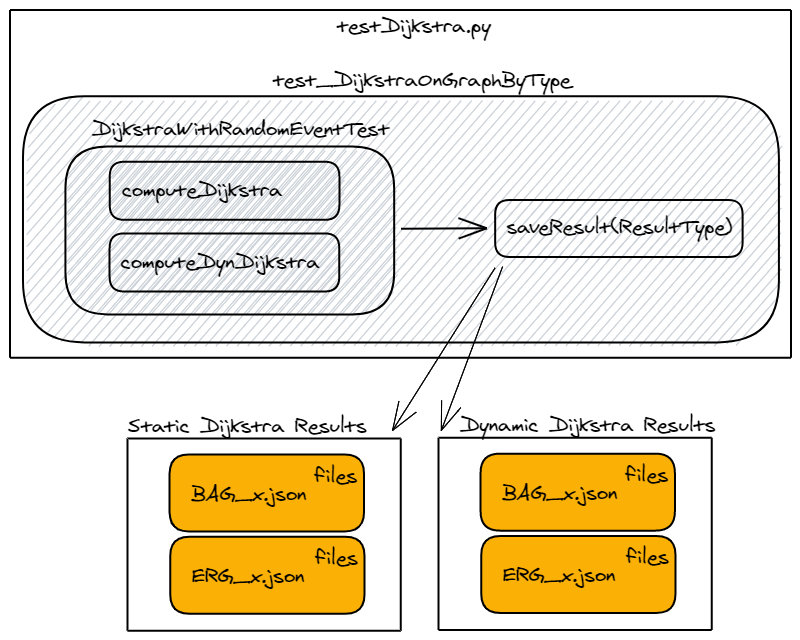 testDijkstra.py
test_DijkstraOnGraphByType
DijkstraWithRandomEventTest
computeDijkstra
computeDynDijkstra
saveResult(ResultType)
Static Dijkstra Results
files
BAG_x.json
files
ERG_x.json
Dynamic Dijkstra Results
files
BAG_x.json
files
ERG_x.json